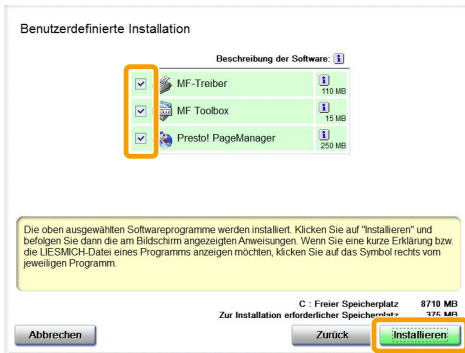 Benutzerdefinierte Installation
Beschreibung der Software:
MF-Treiber
110 MB
MF Toolbox
15 MB
Presto! PageManager
250 MB
Die oben ausgewählten Softwareprogramme werden installiert. Klicken Sie auf "Installieren" und
befolgen Sie dann die am Bildschirm angezeigten Anweisungen. Wenn Sie eine kurze Erklärung bzw.
die LIESMICH-Datei eines Programms anzeigen möchten, klicken Sie auf das Symbol rechts vom
jeweiligen Programm.
C : Freier Speicherplatz 8710 MB
Zur Installation erforderlicher Speicherplatz 375 MB
Abbrechen Zurück Installieren